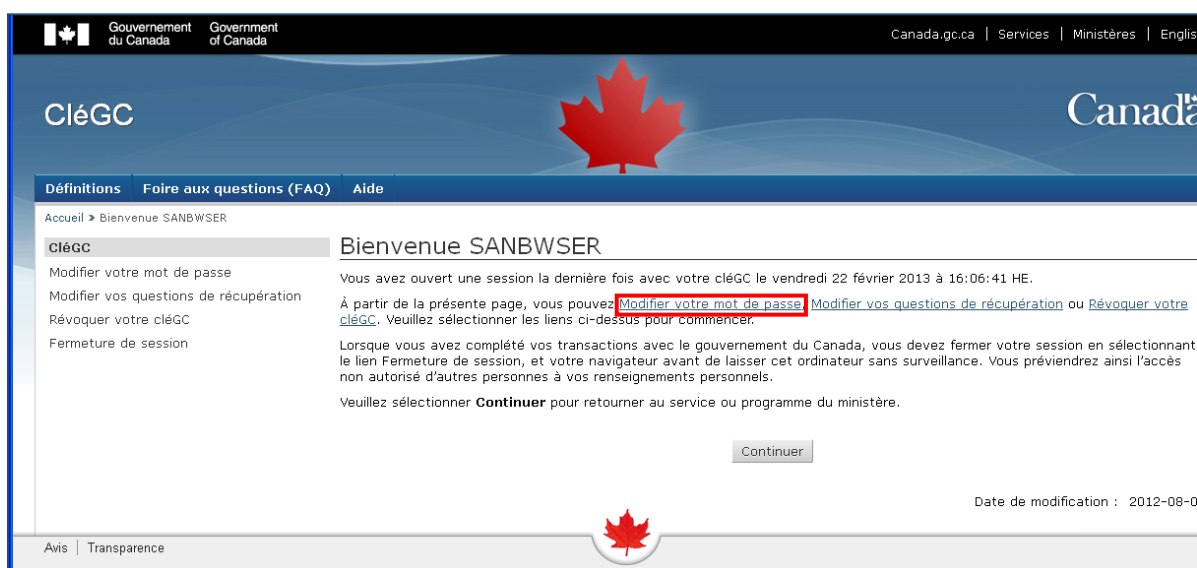 Gouvernement du Canada
Government of Canada
Canada.gc.ca | Services | Ministères | Englis
CléGC
Canada
Définitions Foire aux questions (FAQ) Aide
Accueil > Bienvenue SANBWSER
CléGC
Modifier votre mot de passe
Modifier vos questions de récupération
Révoquer votre cléGC
Fermeture de session
Bienvenue SANBWSER
Vous avez ouvert une session la dernière fois avec votre cléGC le vendredi 22 février 2013 à 16:06:41 HE.
À partir de la présente page, vous pouvez Modifier votre mot de passe, Modifier vos questions de récupération ou Révoquer votre
cléGC. Veuillez sélectionner les liens ci-dessus pour commencer.
Lorsque vous avez complété vos transactions avec le gouvernement du Canada, vous devez fermer votre session en sélectionnant
le lien Fermeture de session, et votre navigateur avant de laisser cet ordinateur sans surveillance. Vous préviendrez ainsi l'accès
non autorisé d'autres personnes à vos renseignements personnels.
Veuillez sélectionner Continuer pour retourner au service ou programme du ministère.
Continuer
Date de modification : 2012-08-0
Avis | Transparence